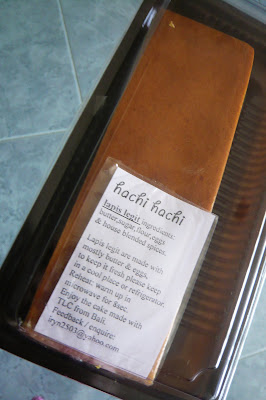 hachi hachi
lapis legit ingredients:
butter,sugar,flour,eggs
& house blended spices.
Lapis legit are made with
mostly butter & eggs,
to keep it fresh please keep
in a cool place or refrigerator.
Reheat: warm up in
microwave for 8sec.
Enjoy the cake made with
TLC from Bali.
Feedback / enquire:
iryn2303@yahoo.com